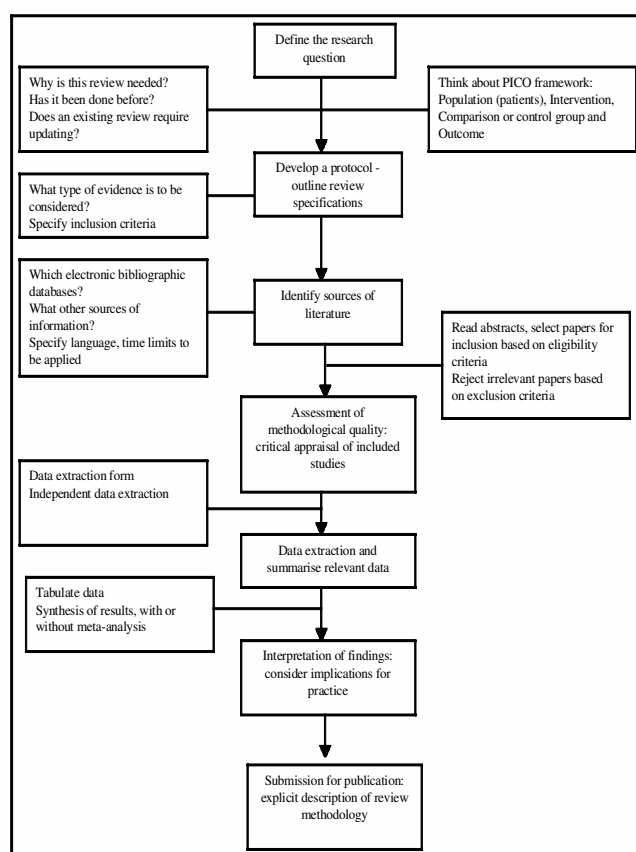 Define the research
question
Why is this review needed?
Has it been done before?
Does an existing review require
updating?
Think about PICO framework:
Population (patients), Intervention,
Comparison or control group and
Outcome
Develop a protocol -
outline review
specifications
What type of evidence is to be
considered?
Specify inclusion criteria
Which electronic bibliographic
databases?
What other sources of
information?
Specify language, time limits to
be applied
Identify sources of
literature
Read abstracts, select papers for
inclusion based on eligibility
criteria
Reject irrelevant papers based
on exclusion criteria
Assessment of
methodological quality:
critical appraisal of included
studies
Data extraction form
Independent data extraction
Data extraction and
summarise relevant data
Tabulate data
Synthesis of results, with or
without meta-analysis
Interpretation of findings:
consider implications for
practice
Submission for publication:
explicit description of review
methodology